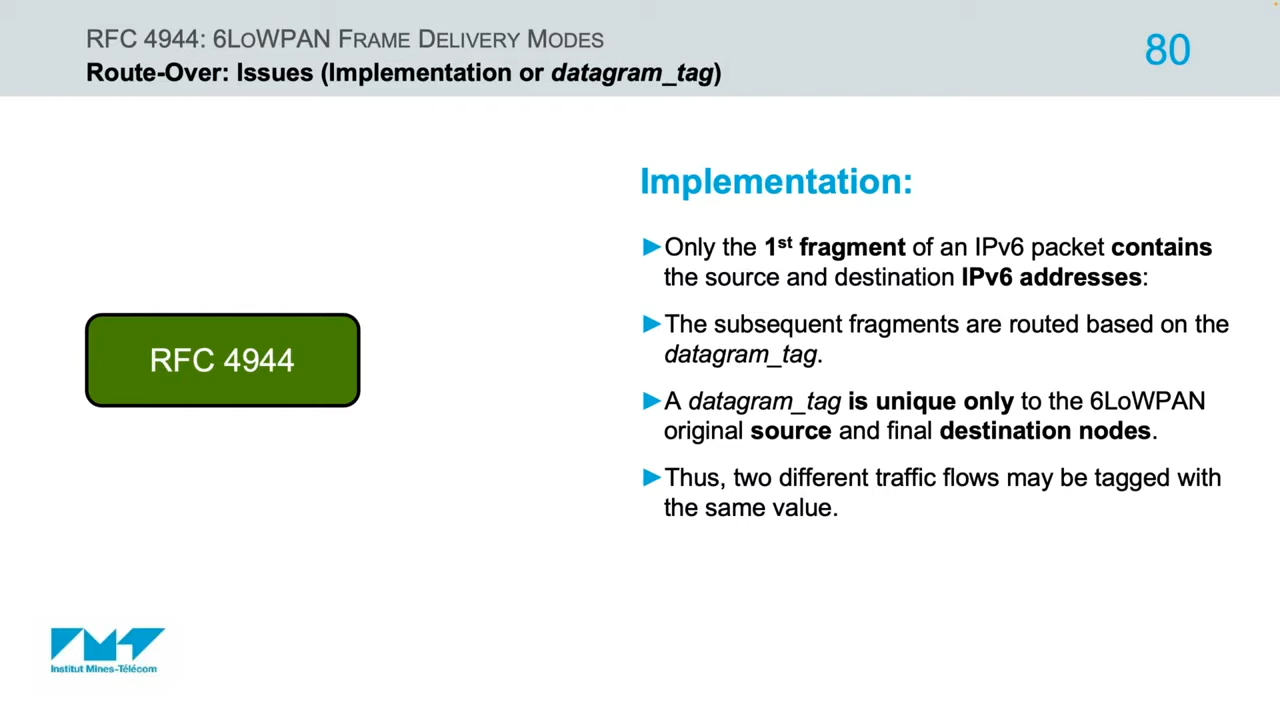 RFC 4944: 6LoWPAN Frame Delivery Modes
80
Route-Over: Issues (Implementation or datagram_tag)
Implementation:
►Only the 1st fragment of an IPv6 packet contains
the source and destination IPv6 addresses:
►The subsequent fragments are routed based on the
datagram_tag.
►A datagram_tag is unique only to the 6LoWPAN
original source and final destination nodes.
►Thus, two different traffic flows may be tagged with
the same value.
RFC 4944
Institut Mines-Télécom